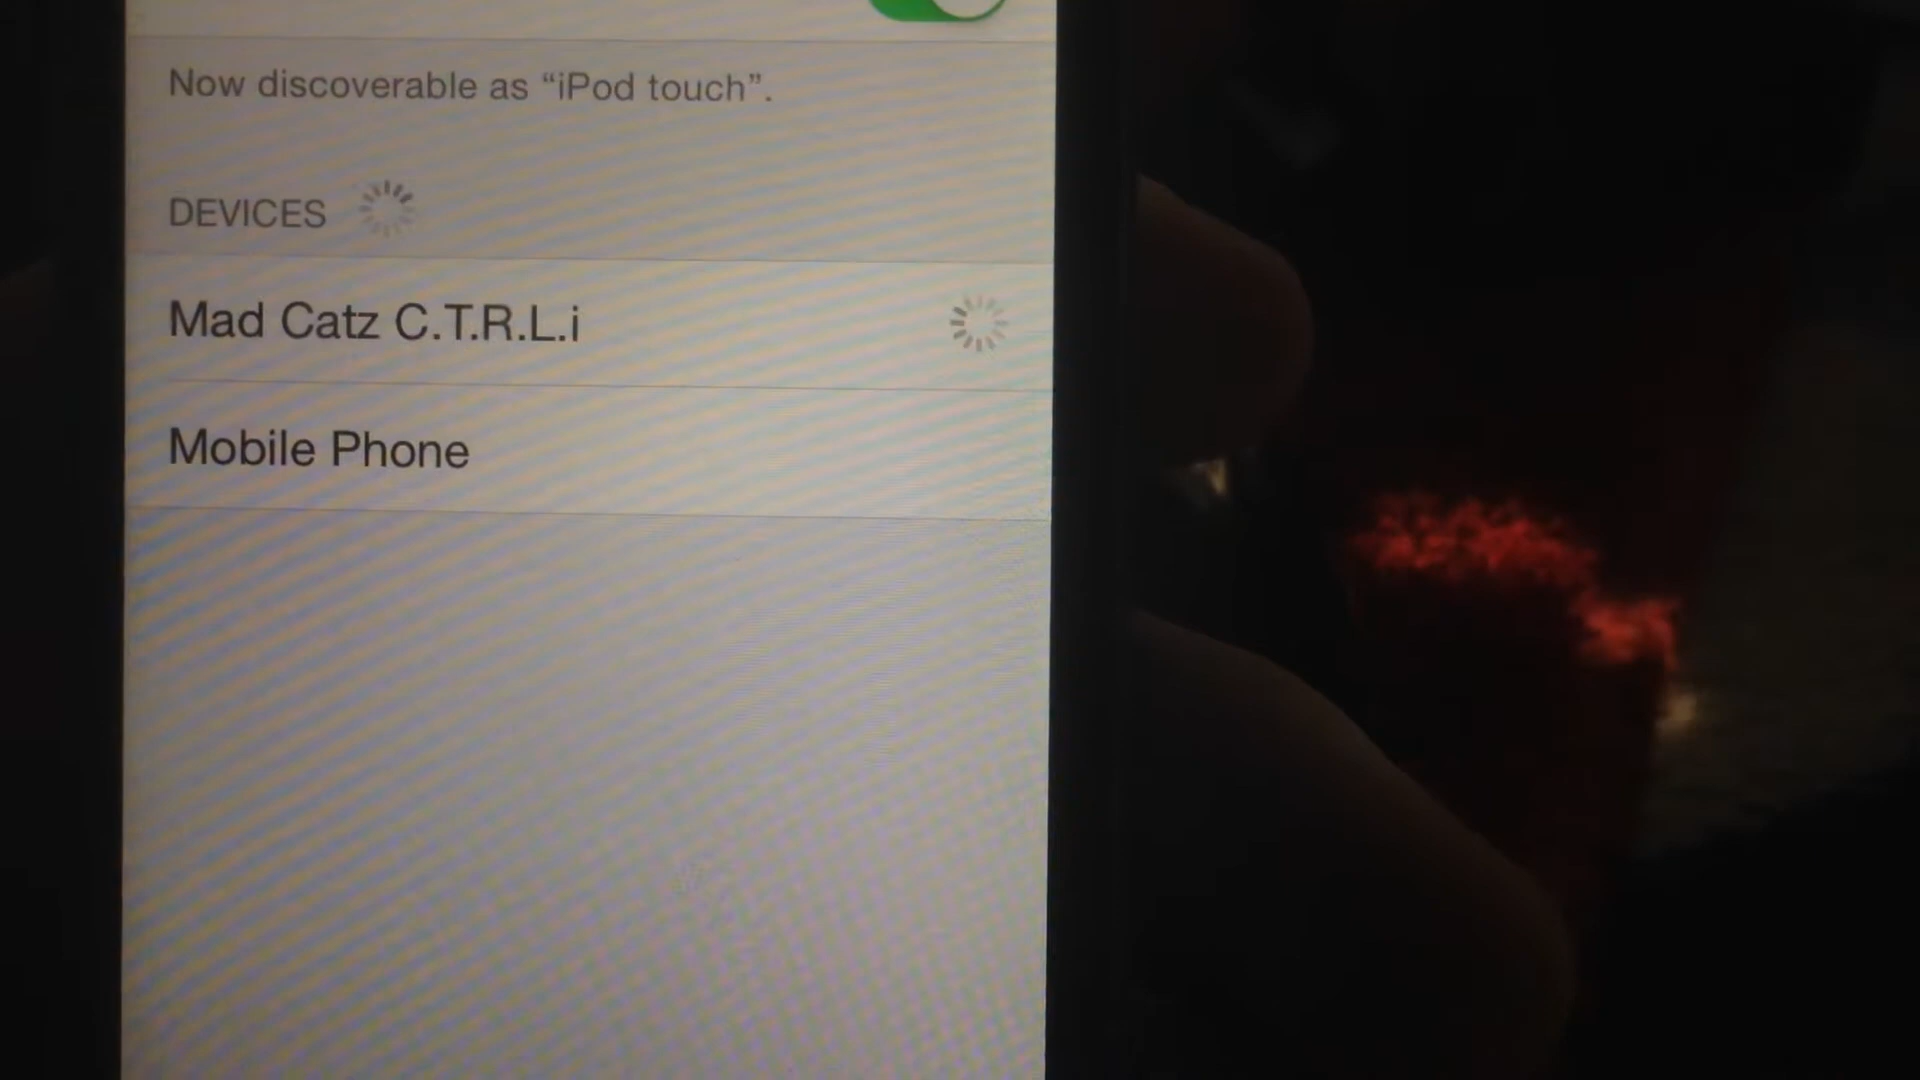 Now discoverable as “iPod touch”.
DEVICES
Mad Catz C.T.R.L.i
Mobile Phone